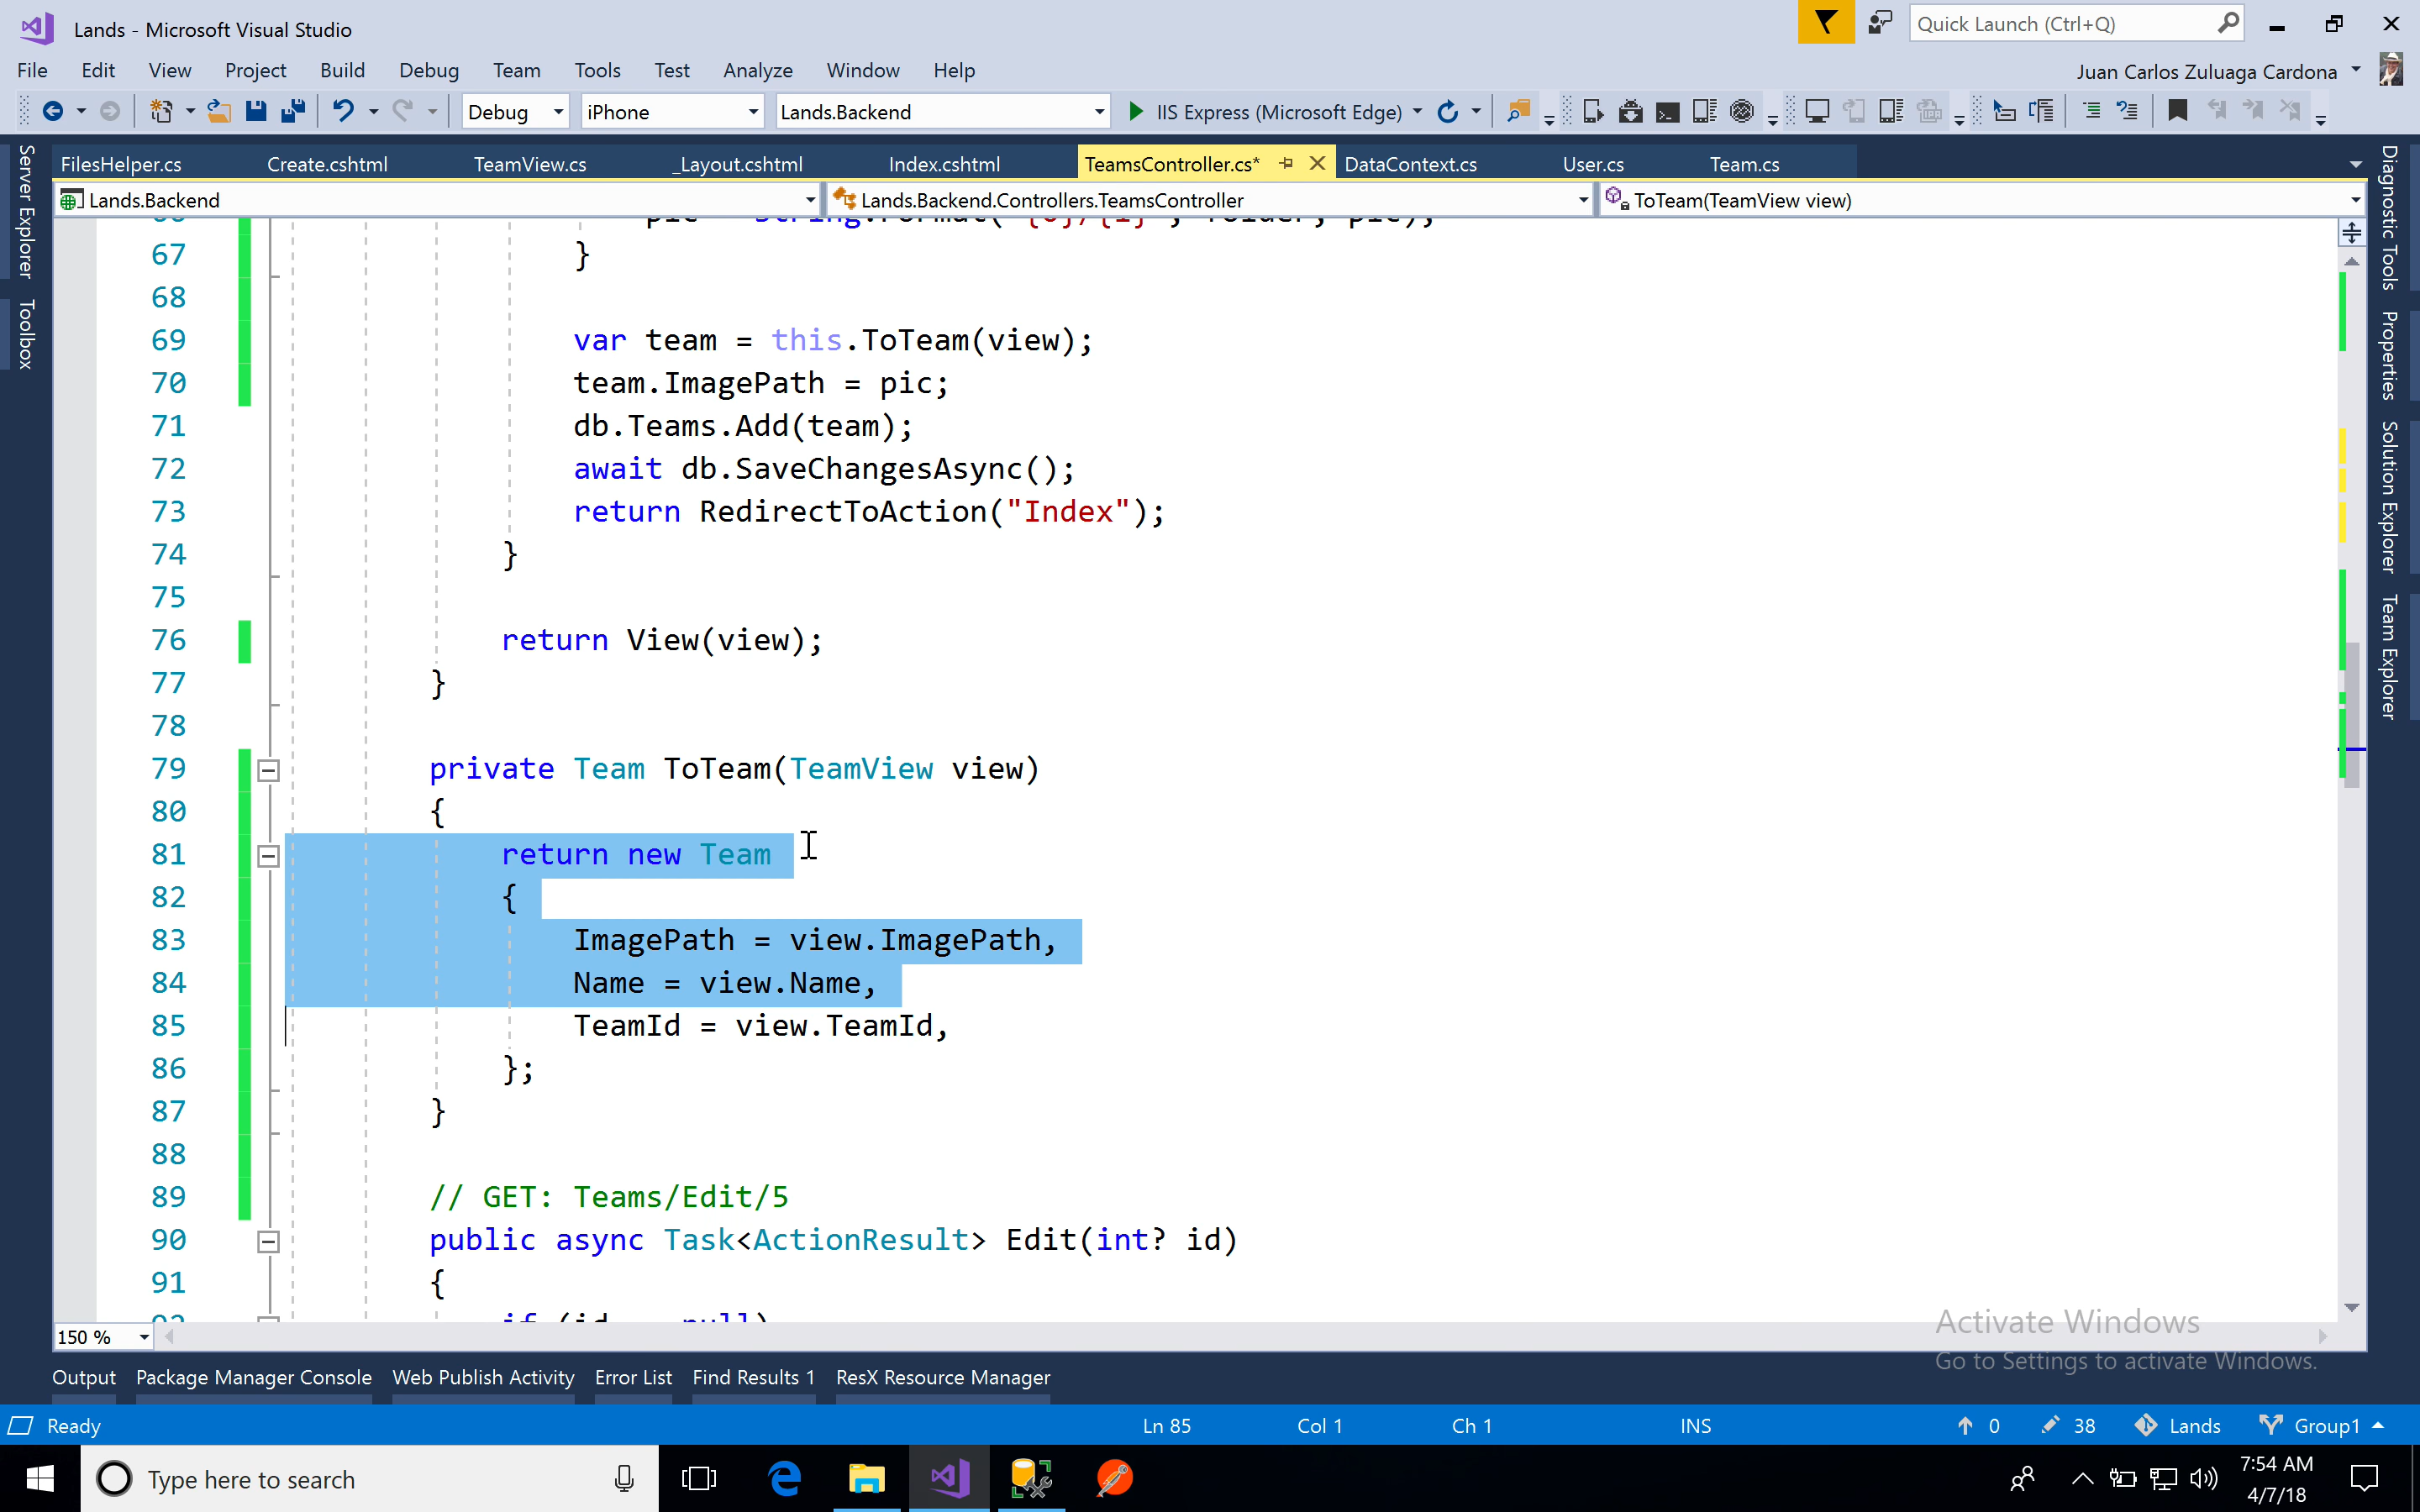 Lands - Microsoft Visual Studio
Quick Launch (Ctrl+Q)
File Edit View Project Build Debug Team Tools Test Analyze Window Help
Juan Carlos Zuluaga Cardona
Debug iPhone Lands.Backend IIS Express (Microsoft Edge)
FilesHelper.cs Create.cshtml TeamView.cs _Layout.cshtml Index.cshtml TeamsController.cs* DataContext.cs User.cs Team.cs
Lands.Backend Lands.Backend.Controllers.TeamsController ToTeam(TeamView view)
Server Explorer
Toolbox
Diagnostic Tools
Properties
Solution Explorer
Team Explorer
67 }
68
69 var team = this.ToTeam(view);
70 team.ImagePath = pic;
71 db.Teams.Add(team);
72 await db.SaveChangesAsync();
73 return RedirectToAction("Index");
74 }
75
76 return View(view);
77 }
78
79 private Team ToTeam(TeamView view)
80 {
81 return new Team
82 {
83 ImagePath = view.ImagePath,
84 Name = view.Name,
85 TeamId = view.TeamId,
86 };
87 }
88
89 // GET: Teams/Edit/5
90 public async Task<ActionResult> Edit(int? id)
91 {
150 %
Activate Windows
Go to Settings to activate Windows.
Output Package Manager Console Web Publish Activity Error List Find Results 1 ResX Resource Manager
Ready Ln 85 Col 1 Ch 1 INS 0 38 Lands Group1
Type here to search
7:54 AM
4/7/18